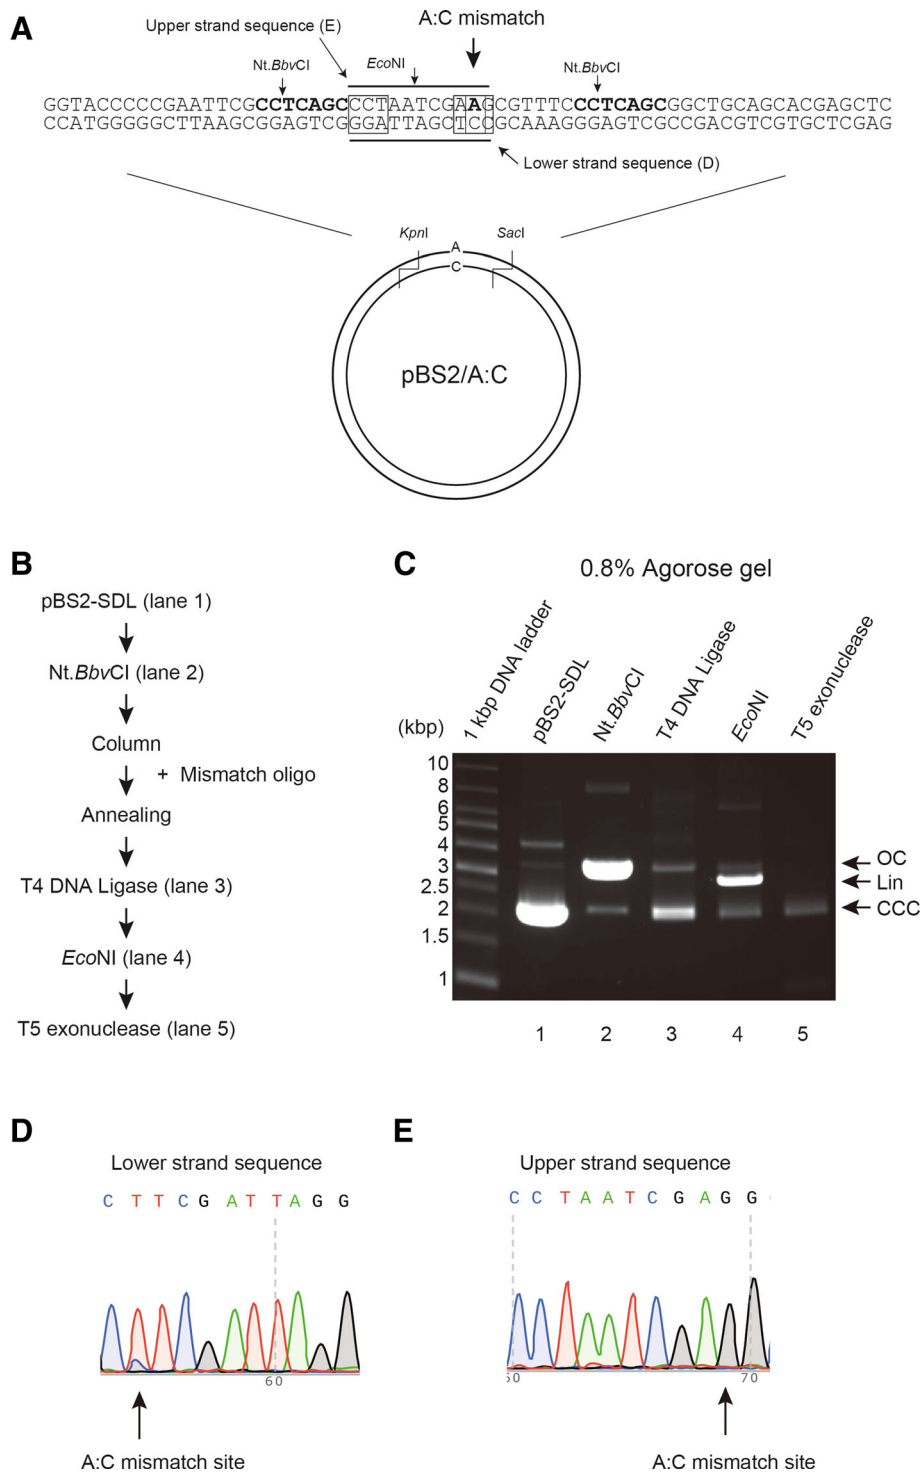 A
A:C mismatch
Upper strand sequence (E)
Nt.BbvCI
EcoNI
Nt.BbvCI
GGTACCCCCGAATTCGCCTCAGCCCTAATCGAAGCGTTTCCCTCAGCGGCTGCAGCACGAGCTC
CCATGGGGGCTTAAGCGGAGTCGGGATTAGCTCCGCAAAGGGAGTCGCCGACGTCGTGCTCGAG
Lower strand sequence (D)
KpnI
SacI
A
C
pBS2/A:C
B
pBS2-SDL (lane 1)
Nt.BbvCI (lane 2)
Column
+ Mismatch oligo
Annealing
T4 DNA Ligase (lane 3)
EcoNI (lane 4)
T5 exonuclease (lane 5)
C
0.8% Agorose gel
(kbp)
1 kbp DNA ladder
pBS2-SDL
Nt.BbvCI
T4 DNA Ligase
EcoNI
T5 exonuclease
10
8
6
5
4
3
2.5
2
1.5
1
OC
Lin
CCC
1 2 3 4 5
D
Lower strand sequence
C T T C G A T T A G G
60
A:C mismatch site
E
Upper strand sequence
C C T A A T C G A G G
50 70
A:C mismatch site